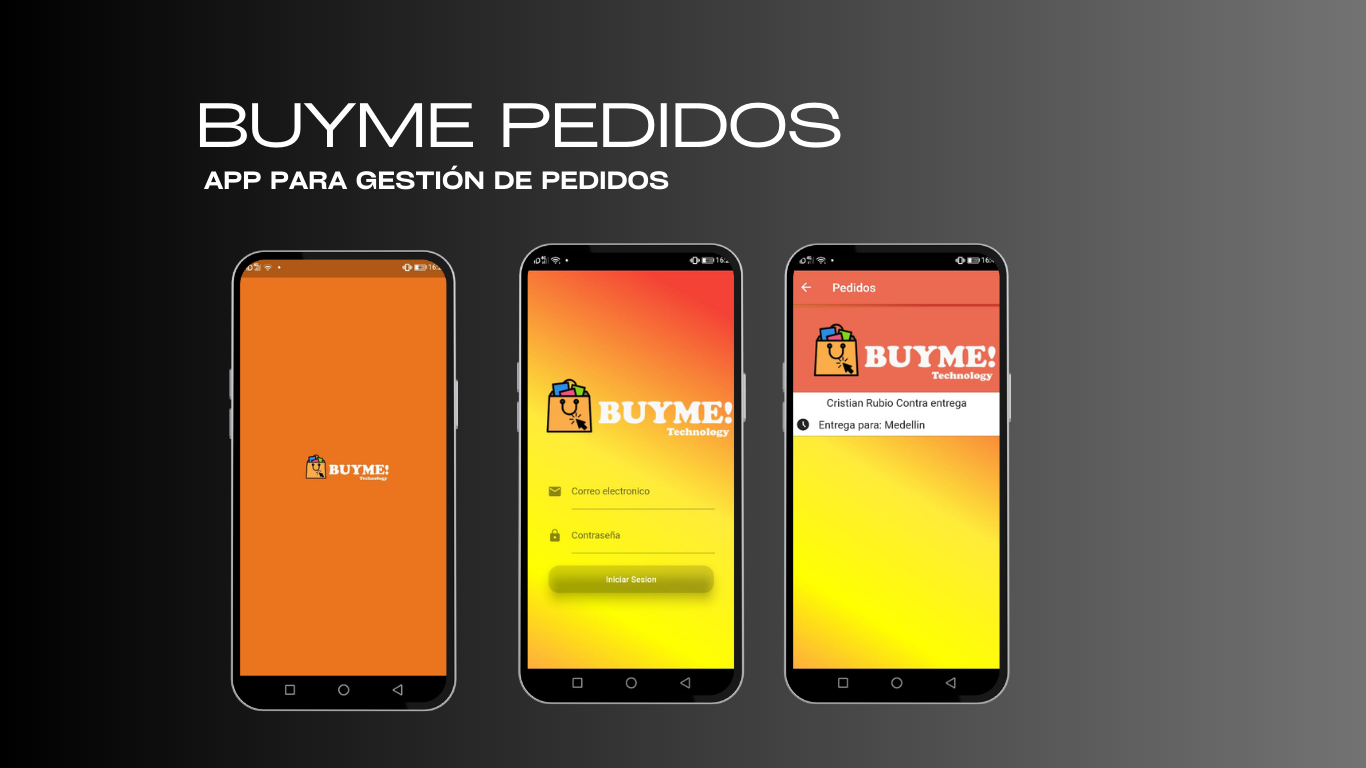 BUYME PEDIDOS
APP PARA GESTIÓN DE PEDIDOS
BUYME!
Technology
BUYME!
Technology
Correo electronico
Contraseña
Iniciar Sesion
Pedidos
BUYME!
Technology
Cristian Rubio Contra entrega
Entrega para: Medellin